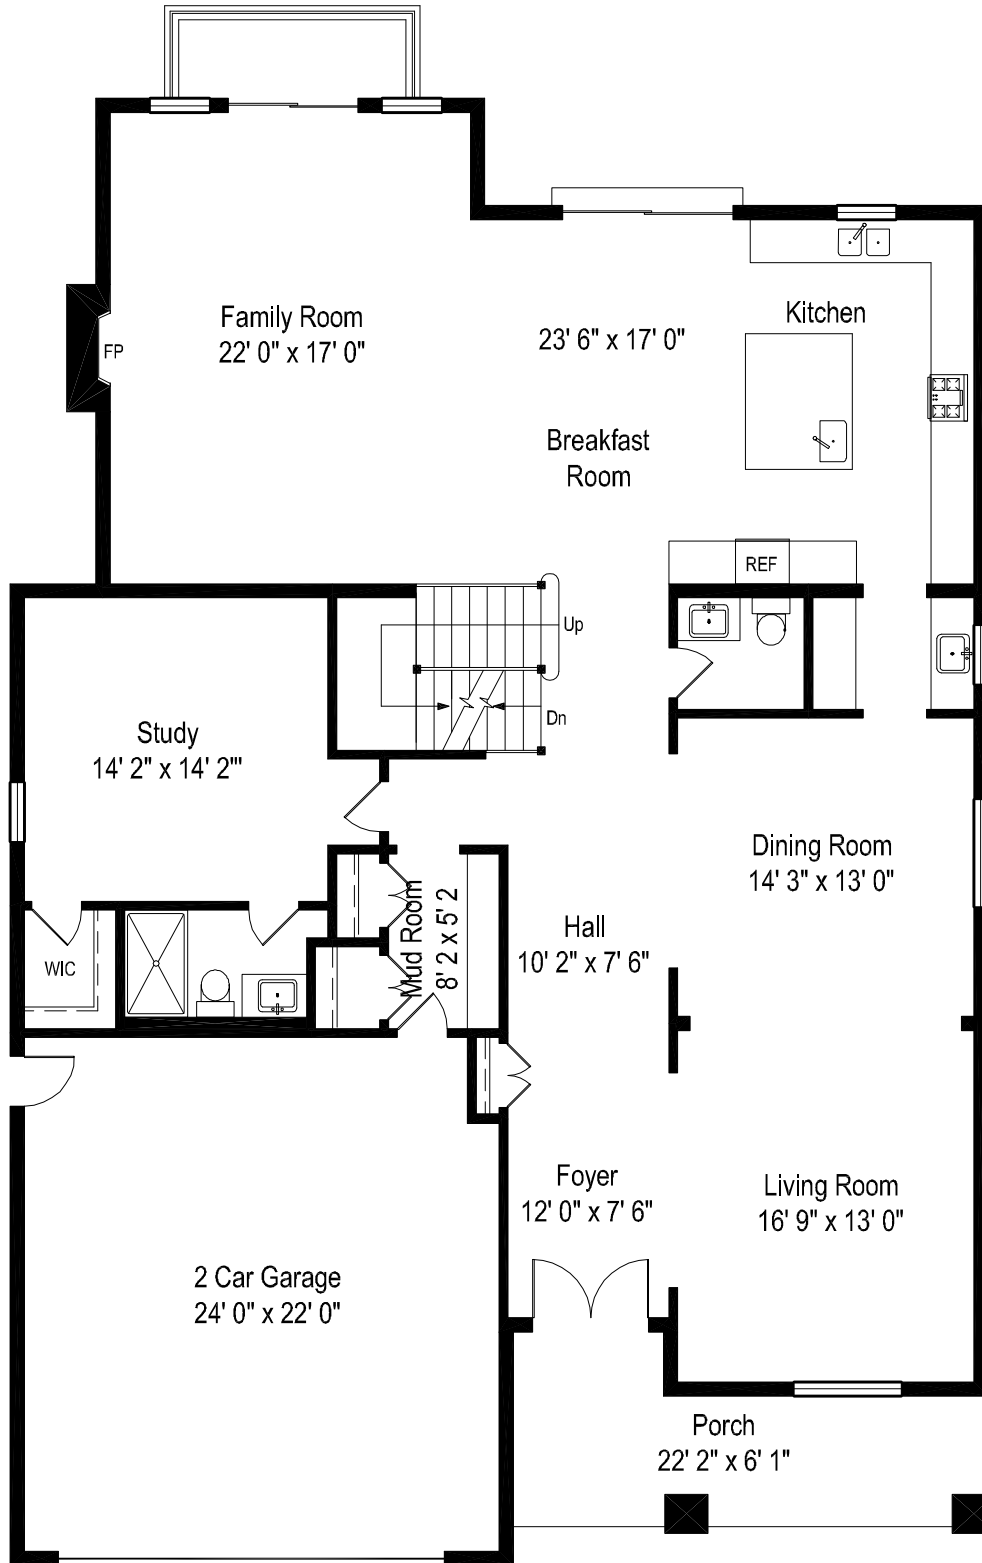 Family Room
22' 0" x 17' 0"
FP
23' 6" x 17' 0"
Kitchen
Breakfast
Room
REF
Up
Dn
Study
14' 2" x 14' 2"'
Dining Room
14' 3" x 13' 0"
Mud Room
8' 2 x 5' 2
Hall
10' 2" x 7' 6"
WIC
Foyer
12' 0" x 7' 6"
Living Room
16' 9" x 13' 0"
2 Car Garage
24' 0" x 22' 0"
Porch
22' 2" x 6' 1"